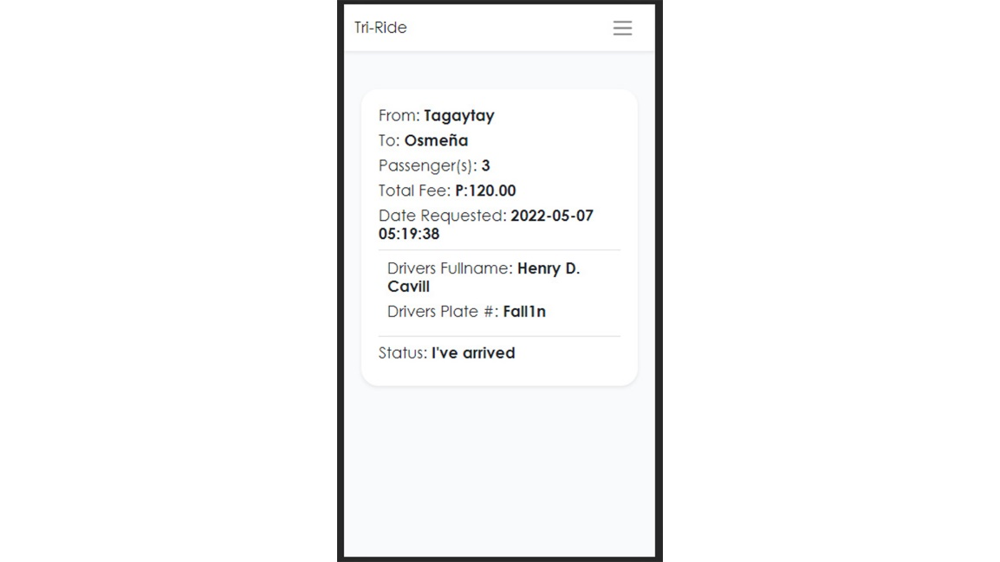 Tri-Ride
From: Tagaytay
To: Osmeña
Passenger(s): 3
Total Fee: P:120.00
Date Requested: 2022-05-07
05:19:38
Drivers Fullname: Henry D.
Cavill
Drivers Plate #: Fall1n
Status: I've arrived